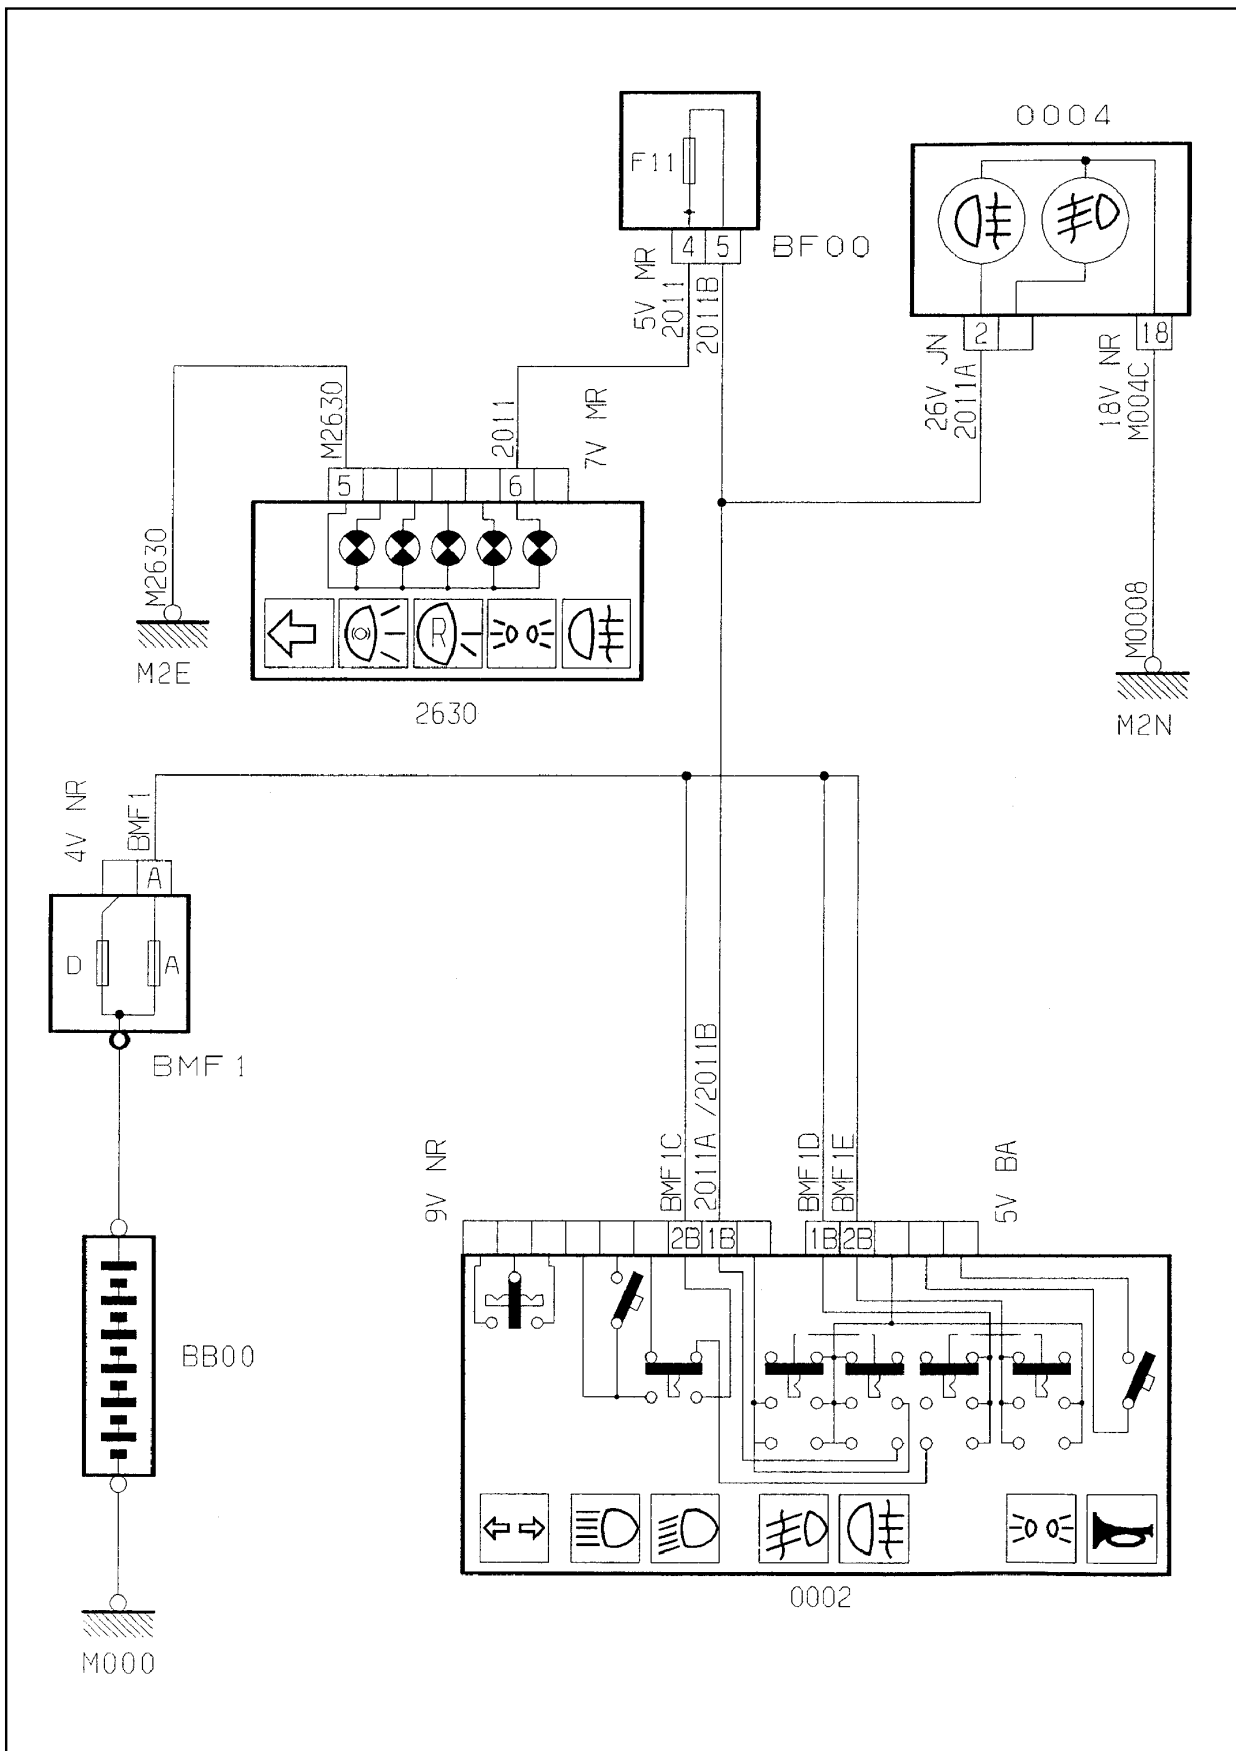 0004
F11
4 5
BF00
5V MR
2011
2011B
2 18
26V JN
2011A
18V NR
M004C
M2630
2011
7V MR
5 6
M2630
M0008
R
M2E
2630
M2N
4V NR
BMF1
A
D A
BMF1
9V NR
BMF1C
2011A /2011B
BMF1D
BMF1E
5V BA
2B 1B 1B 2B
BB00
0002
M000